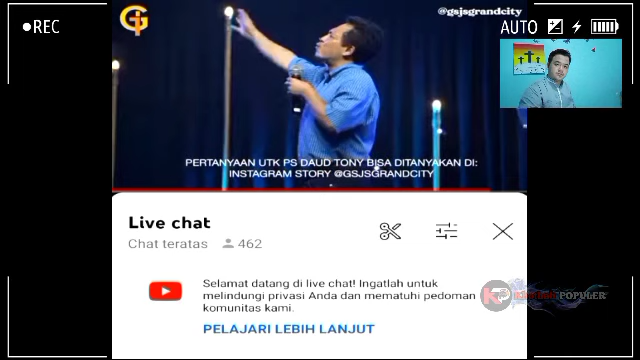 REC
@gsjsgrandcity
AUTO
PERTANYAAN UTK PS DAUD TONY BISA DITANYAKAN DI:
INSTAGRAM STORY @GSJSGRANDCITY
Live chat
Chat teratas 462
Selamat datang di live chat! Ingatlah untuk
melindungi privasi Anda dan mematuhi pedoman
komunitas kami.
PELAJARI LEBIH LANJUT
POPULER